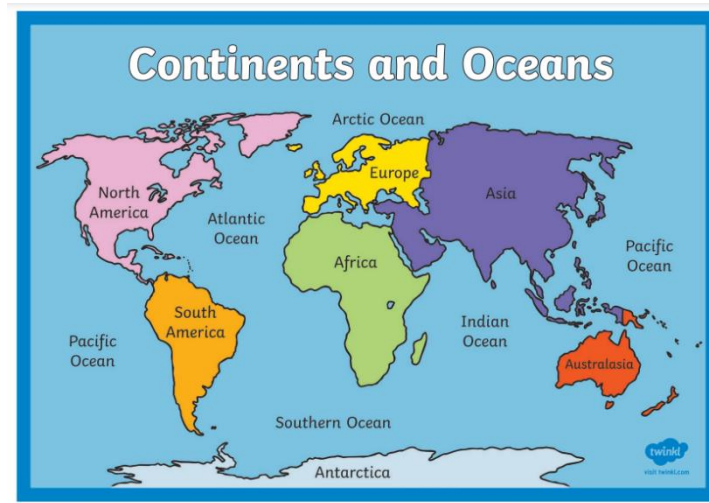 Continents and Oceans
Arctic Ocean
Europe
Asia
North
America
Atlantic
Ocean
Africa
Pacific
Ocean
South
America
Indian
Ocean
Pacific
Ocean
Australasia
Southern Ocean
Antarctica
twinkl
visit twinkl.com